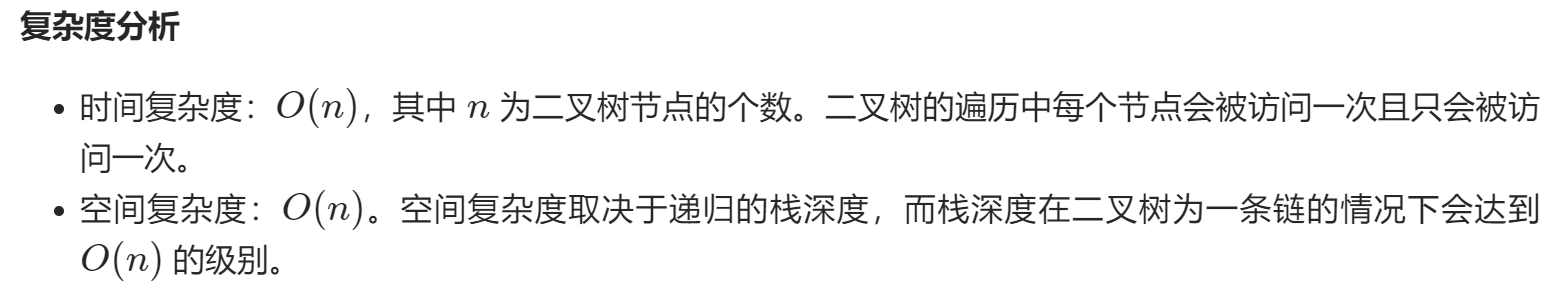 复杂度分析
• 时间复杂度：O(n)，其中 n 为二叉树节点的个数。二叉树的遍历中每个节点会被访问一次且只会被访
问一次。
• 空间复杂度：O(n)。空间复杂度取决于递归的栈深度，而栈深度在二叉树为一条链的情况下会达到
O(n) 的级别。